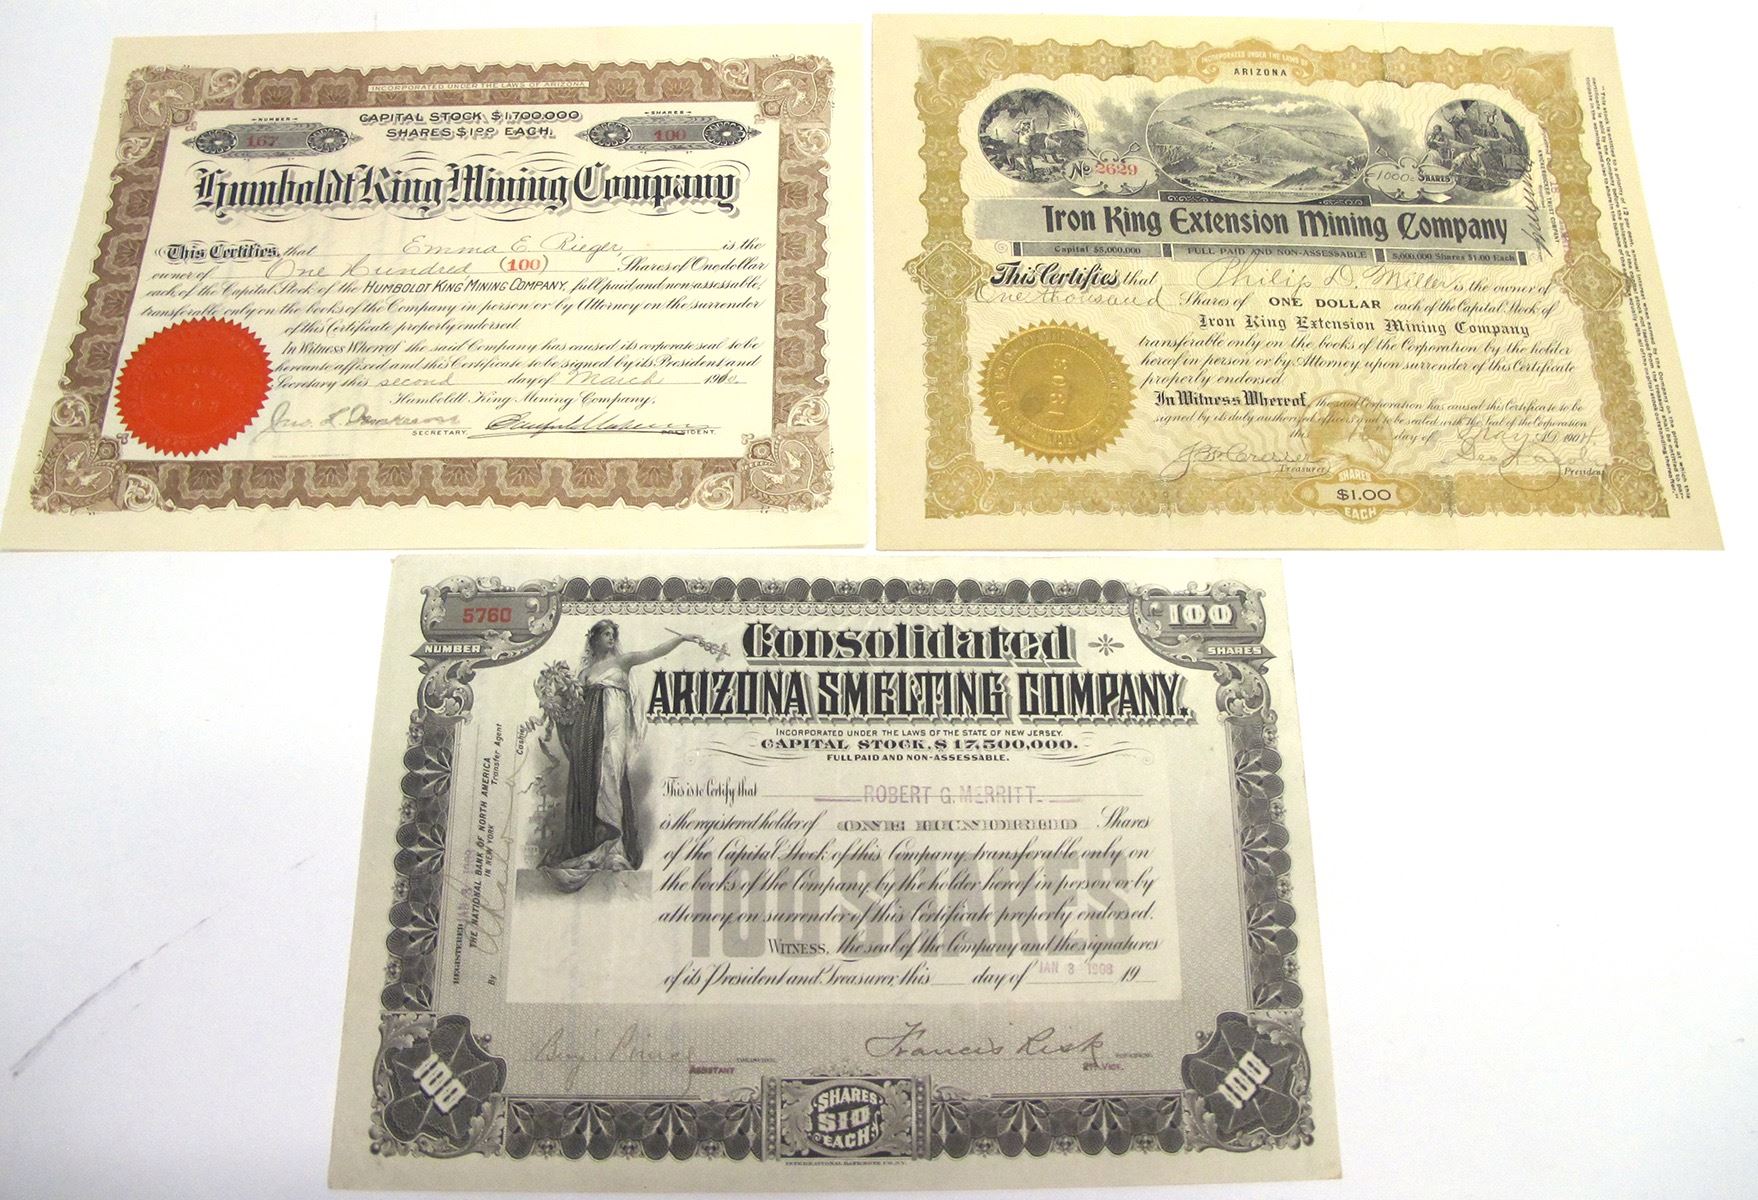 INCORPORATED UNDER THE LAWS OF ARIZONA
NUMBER
167
CAPITAL STOCK $1,700,000
SHARES $1.00 EACH.
SHARES
100
Humboldt King Mining Company
This Certifies, that Emma E. Rieger is the
owner of One Hundred (100) Shares of One dollar
each, of the Capital Stock of the HUMBOLDT KING MINING COMPANY, full paid and non-assessable,
transferable only on the books of the Company in person or by Attorney on the surrender
of this Certificate properly endorsed.
In Witness Whereof the said Company has caused its corporate seal to be
hereunto affixed and this Certificate to be signed by its President and
Secretary this second day of March 190
Humboldt King Mining Company,
SECRETARY.
PRESIDENT.
INCORPORATED UNDER THE LAWS OF
ARIZONA
No 2629
1000 SHARES
Iron King Extension Mining Company
Capital $5,000,000
FULL PAID AND NON-ASSESSABLE
5,000,000 Shares $1.00 Each
This Certifies that Philip D. Miller is the owner of
One thousand Shares of ONE DOLLAR each of the Capital Stock of
Iron King Extension Mining Company
transferable only on the books of the Corporation by the holder
hereof in person or by Attorney upon surrender of this Certificate
properly endorsed
In Witness Whereof, the said Corporation has caused this Certificate to be
signed by its duly authorized officers and to be sealed with the Seal of the Corporation
this day of May AD 190
1903
Treasurer
President
SHARES
$1.00
EACH
5760
NUMBER
100
SHARES
Consolidated
ARIZONA SMELTING COMPANY.
INCORPORATED UNDER THE LAWS OF THE STATE OF NEW JERSEY.
CAPITAL STOCK, $17,500,000.
FULL PAID AND NON-ASSESSABLE.
This is to Certify that ROBERT G. MERRITT
is the registered holder of ONE HUNDRED Shares
of the Capital Stock of this Company, transferable only on
the books of the Company by the holder hereof in person or by
attorney on surrender of this Certificate properly endorsed.
100 SHARES
WITNESS, the seal of the Company and the signatures
of its President and Treasurer, this day of JAN 8 1908 19
REGISTERED
THE NATIONAL BANK OF NORTH AMERICA
IN NEW YORK Transfer Agent
By Cashier
Francis Risk
ASSISTANT
2ND VICE.
100
SHARES
$10
EACH
100
INTERNATIONAL BANKNOTE CO. N.Y.